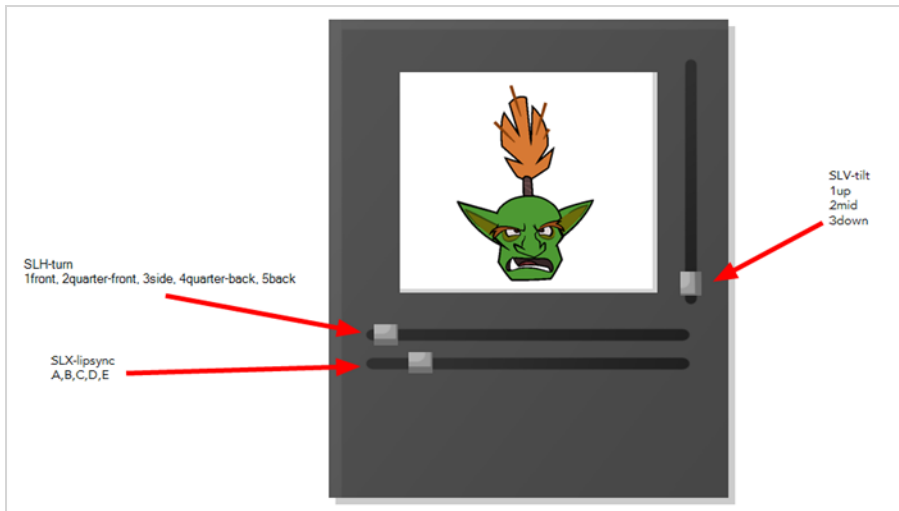 SLV-tilt
1up
2mid
3down
SLH-turn
1front, 2quarter-front, 3side, 4quarter-back, 5back
SLX-lipsync
A,B,C,D,E